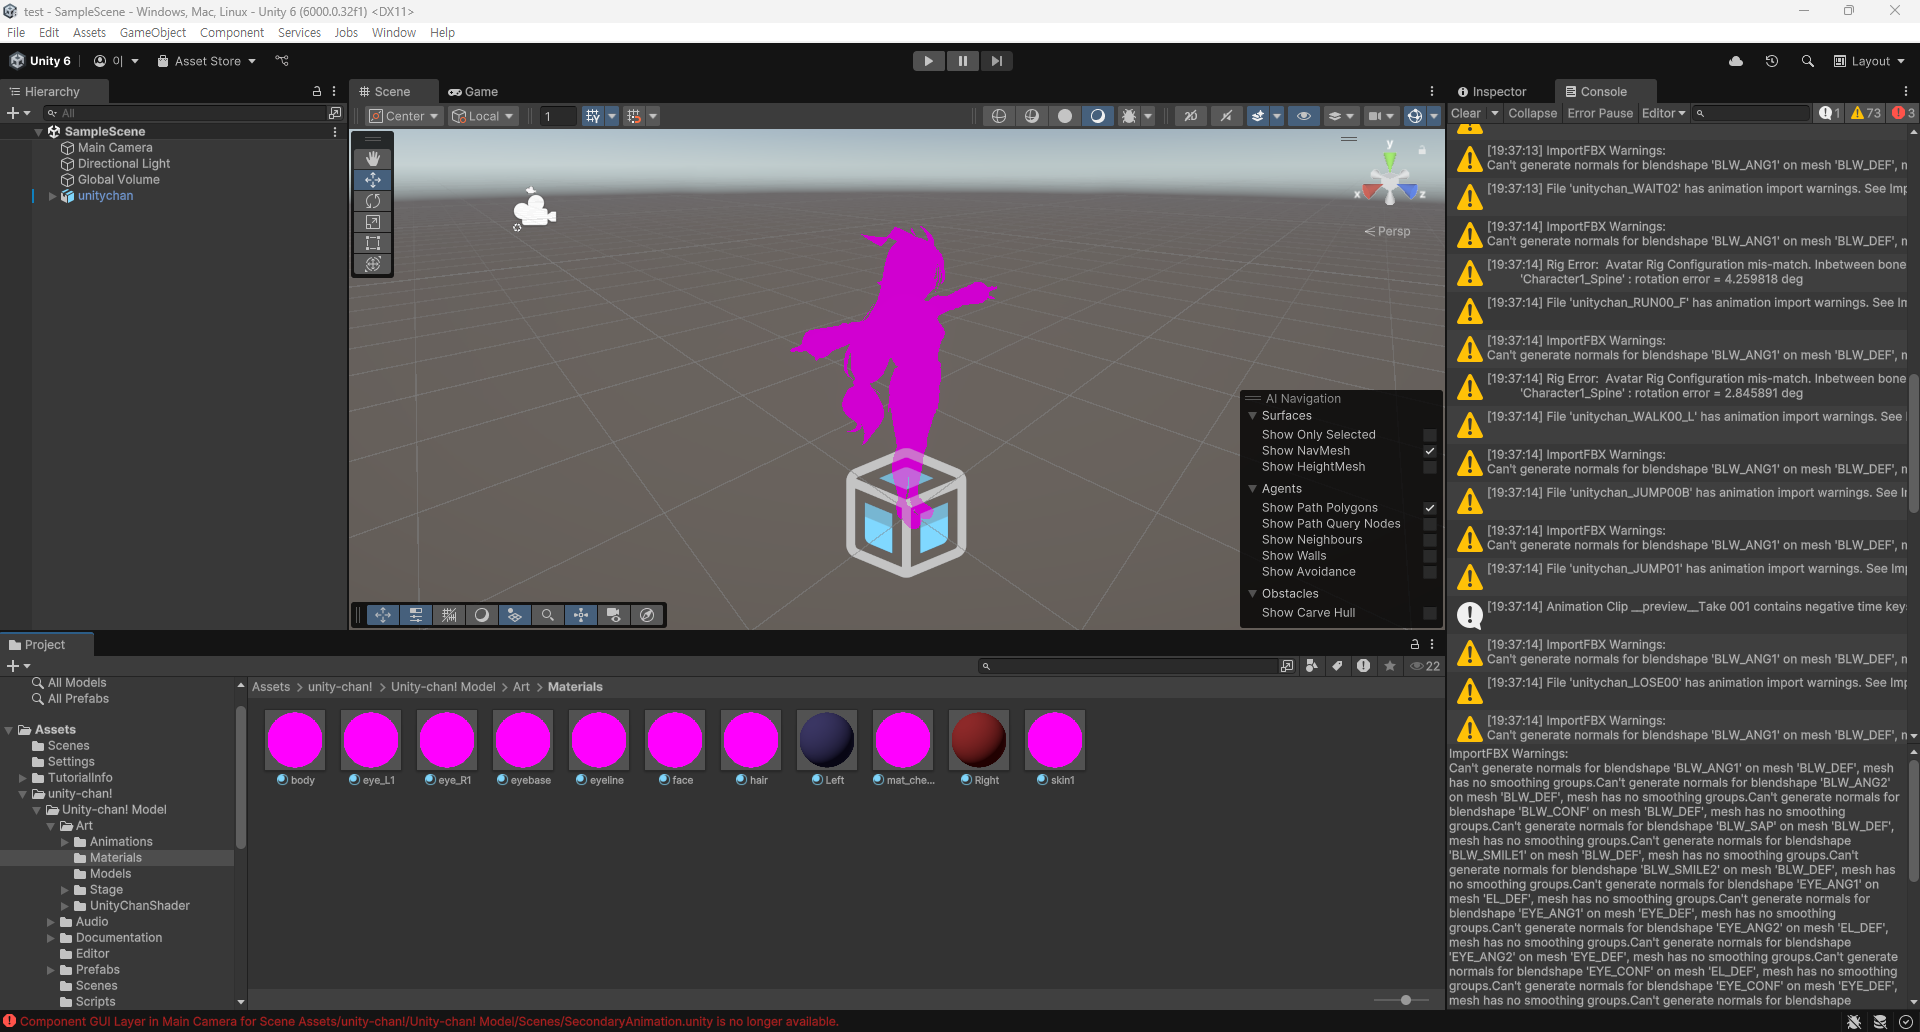 test - SampleScene - Windows, Mac, Linux - Unity 6 (6000.0.32f1) <DX11>
File Edit Assets GameObject Component Services Jobs Window Help
Unity 6 Asset Store Layout
Hierarchy
All
SampleScene
Main Camera
Directional Light
Global Volume
unitychan
Scene Game
Center Local 1 2D
y
x z
Persp
AI Navigation
Surfaces
Show Only Selected
Show NavMesh
Show HeightMesh
Agents
Show Path Polygons
Show Path Query Nodes
Show Neighbours
Show Walls
Show Avoidance
Obstacles
Show Carve Hull
Inspector Console
Clear Collapse Error Pause Editor 1 73 3
[19:37:13] ImportFBX Warnings:
Can't generate normals for blendshape 'BLW_ANG1' on mesh 'BLW_DEF',
[19:37:13] File 'unitychan_WAIT02' has animation import warnings. See
[19:37:14] ImportFBX Warnings:
Can't generate normals for blendshape 'BLW_ANG1' on mesh 'BLW_DEF',
[19:37:14] Rig Error: Avatar Rig Configuration mis-match. Inbetween bone
'Character1_Spine' : rotation error = 4.259818 deg
[19:37:14] File 'unitychan_RUN00_F' has animation import warnings. See
[19:37:14] ImportFBX Warnings:
Can't generate normals for blendshape 'BLW_ANG1' on mesh 'BLW_DEF',
[19:37:14] Rig Error: Avatar Rig Configuration mis-match. Inbetween bone
'Character1_Spine' : rotation error = 2.845891 deg
[19:37:14] File 'unitychan_WALK00_L' has animation import warnings. See
[19:37:14] ImportFBX Warnings:
Can't generate normals for blendshape 'BLW_ANG1' on mesh 'BLW_DEF',
[19:37:14] File 'unitychan_JUMP00B' has animation import warnings. See
[19:37:14] ImportFBX Warnings:
Can't generate normals for blendshape 'BLW_ANG1' on mesh 'BLW_DEF',
[19:37:14] File 'unitychan_JUMP01' has animation import warnings. See
[19:37:14] Animation Clip __preview__Take 001 contains negative time
[19:37:14] ImportFBX Warnings:
Can't generate normals for blendshape 'BLW_ANG1' on mesh 'BLW_DEF',
[19:37:14] File 'unitychan_LOSE00' has animation import warnings. See
[19:37:14] ImportFBX Warnings:
Can't generate normals for blendshape 'BLW_ANG1' on mesh 'BLW_DEF',
ImportFBX Warnings:
Can't generate normals for blendshape 'BLW_ANG1' on mesh 'BLW_DEF', mesh
has no smoothing groups.Can't generate normals for blendshape 'BLW_ANG2'
on mesh 'BLW_DEF', mesh has no smoothing groups.Can't generate normals for
blendshape 'BLW_CONF' on mesh 'BLW_DEF', mesh has no smoothing
groups.Can't generate normals for blendshape 'BLW_SAP' on mesh 'BLW_DEF',
mesh has no smoothing groups.Can't generate normals for blendshape
'BLW_SMILE1' on mesh 'BLW_DEF', mesh has no smoothing groups.Can't
generate normals for blendshape 'BLW_SMILE2' on mesh 'BLW_DEF', mesh has
no smoothing groups.Can't generate normals for blendshape 'EYE_ANG1' on
mesh 'EL_DEF', mesh has no smoothing groups.Can't generate normals for
blendshape 'EYE_ANG1' on mesh 'EYE_DEF', mesh has no smoothing
groups.Can't generate normals for blendshape 'EYE_ANG2' on mesh 'EL_DEF',
mesh has no smoothing groups.Can't generate normals for blendshape
'EYE_ANG2' on mesh 'EYE_DEF', mesh has no smoothing groups.Can't generate
normals for blendshape 'EYE_CONF' on mesh 'EL_DEF', mesh has no smoothing
groups.Can't generate normals for blendshape 'EYE_CONF' on mesh 'EYE_DEF',
mesh has no smoothing groups.Can't generate normals for blendshape
Project
22
All Models
All Prefabs
Assets
Scenes
Settings
TutorialInfo
unity-chan!
Unity-chan! Model
Art
Animations
Materials
Models
Stage
UnityChanShader
Audio
Documentation
Editor
Prefabs
Scenes
Scripts
Assets > unity-chan! > Unity-chan! Model > Art > Materials
body eye_L1 eye_R1 eyebase eyeline face hair Left mat_che... Right skin1
Component GUI Layer in Main Camera for Scene Assets/unity-chan!/Unity-chan! Model/Scenes/SecondaryAnimation.unity is no longer available.